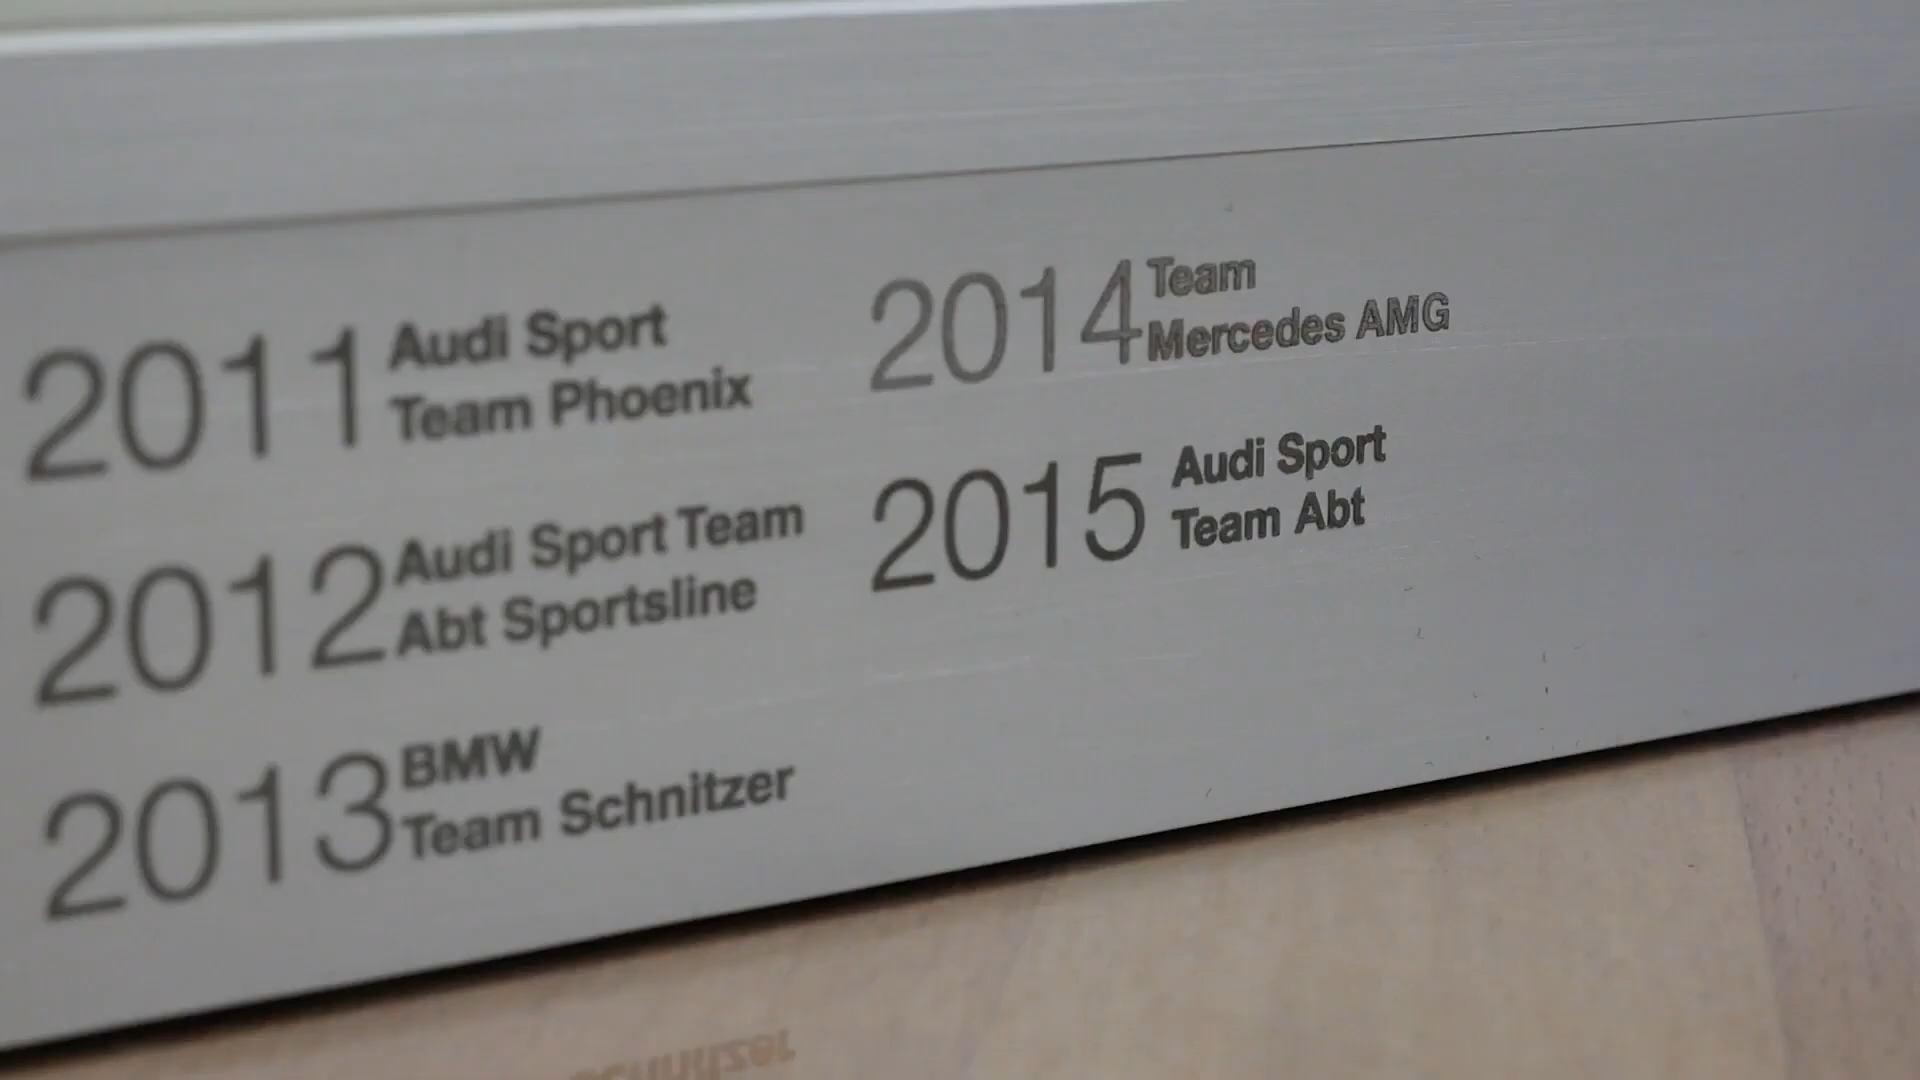 2011 Audi Sport
Team Phoenix
2012 Audi Sport Team
Abt Sportsline
2013 BMW
Team Schnitzer
2014 Team
Mercedes AMG
2015 Audi Sport
Team Abt